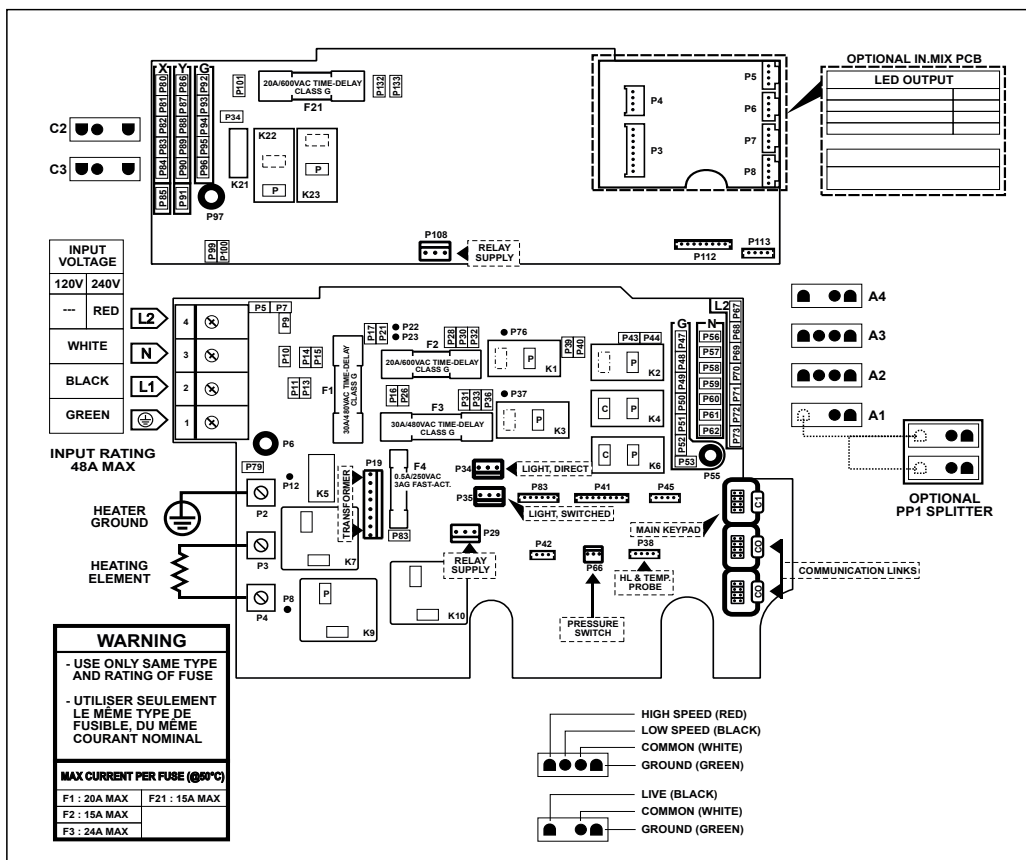 OPTIONAL IN.MIX PCB
LED OUTPUT
X Y G
P80 P86 P92
P81 P87 P93
P82 P88 P94
P83 P89 P95
P84 P90 P96
P85 P91
P97
P101
20A/600VAC TIME-DELAY
CLASS G
F21
P132
P133
P34
K21
K22
P
P
K23
C2
C3
P99
P100
P4
P3
P5
P6
P7
P8
P108
RELAY
SUPPLY
P112
P113
INPUT
VOLTAGE
120V 240V
--- RED
WHITE
BLACK
GREEN
L2
N
L1
4
3
2
1
INPUT RATING
48A MAX
P5 P7
P9
P10
P14
P15
P11
P13
P6
30A/480VAC TIME-DELAY
CLASS G
F1
P17
P21
P22
P23
F2
20A/600VAC TIME-DELAY
CLASS G
P28
P30
P32
P76
P
K1
P39
P40
P43 P44
P
K2
P16
P26
F3
30A/480VAC TIME-DELAY
CLASS G
P31
P33
P36
P37
P
K3
C P
K4
C P
K6
L2
G N
P47
P48
P49
P50
P51
P52
P53
P56
P57
P58
P59
P60
P61
P62
P67
P68
P69
P70
P71
P72
P73
P55
A4
A3
A2
A1
OPTIONAL
PP1 SPLITTER
P79
P12
K5
P19
TRANSFORMER
F4
0.5A/250VAC
3AG FAST-ACT.
P83
P34
LIGHT, DIRECT
P35
LIGHT, SWITCHED
P83
P41
P45
MAIN KEYPAD
C1
CO
CO
COMMUNICATION LINKS
P29
RELAY
SUPPLY
P42
P66
PRESSURE
SWITCH
P38
HL & TEMP.
PROBE
HEATER
GROUND
P2
HEATING
ELEMENT
P3
P4
P8
K7
P
K9
K10
WARNING
- USE ONLY SAME TYPE
AND RATING OF FUSE
- UTILISER SEULEMENT
LE MÊME TYPE DE
FUSIBLE, DU MÊME
COURANT NOMINAL
MAX CURRENT PER FUSE (@50°C)
F1 : 20A MAX F21 : 15A MAX
F2 : 15A MAX
F3 : 24A MAX
HIGH SPEED (RED)
LOW SPEED (BLACK)
COMMON (WHITE)
GROUND (GREEN)
LIVE (BLACK)
COMMON (WHITE)
GROUND (GREEN)